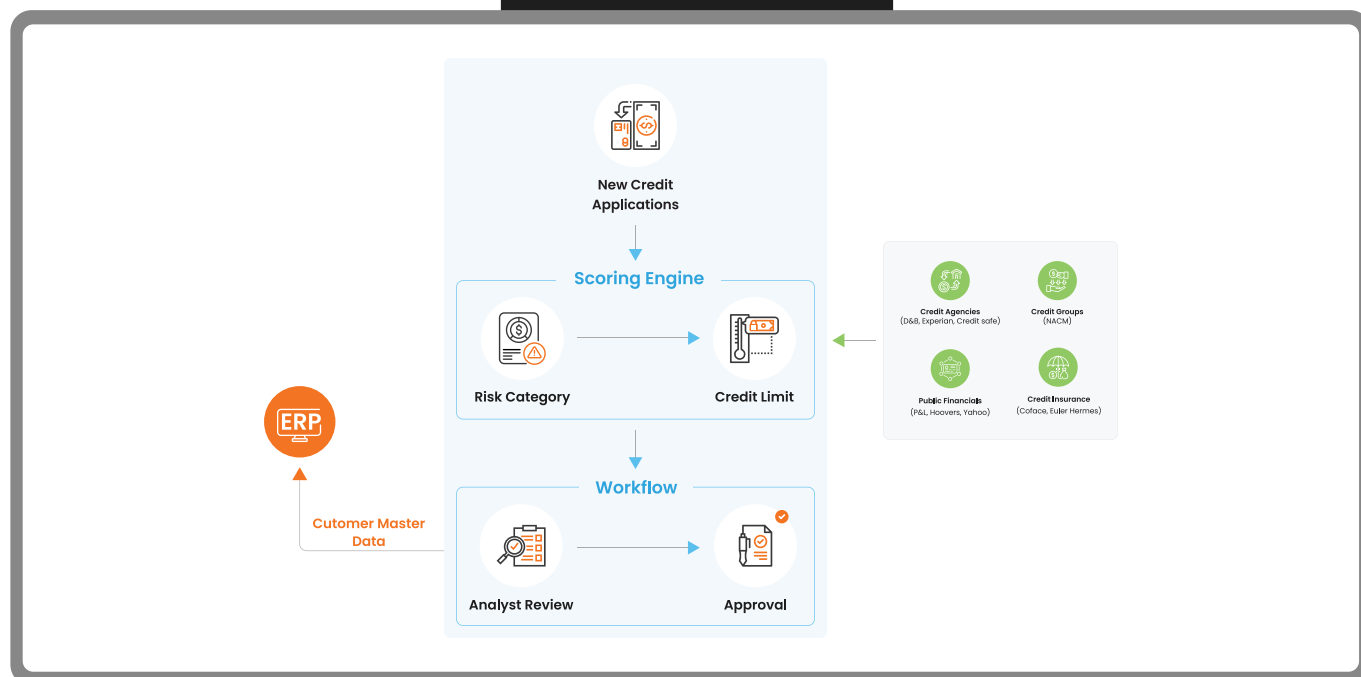 New Credit
Applications
Scoring Engine
Risk Category
Credit Limit
Credit Agencies
(D&B, Experian, Credit safe)
Credit Groups
(NACM)
Public Financials
(P&L, Hoovers, Yahoo)
Credit Insurance
(Coface, Euler Hermes)
ERP
Cutomer Master
Data
Workflow
Analyst Review
Approval